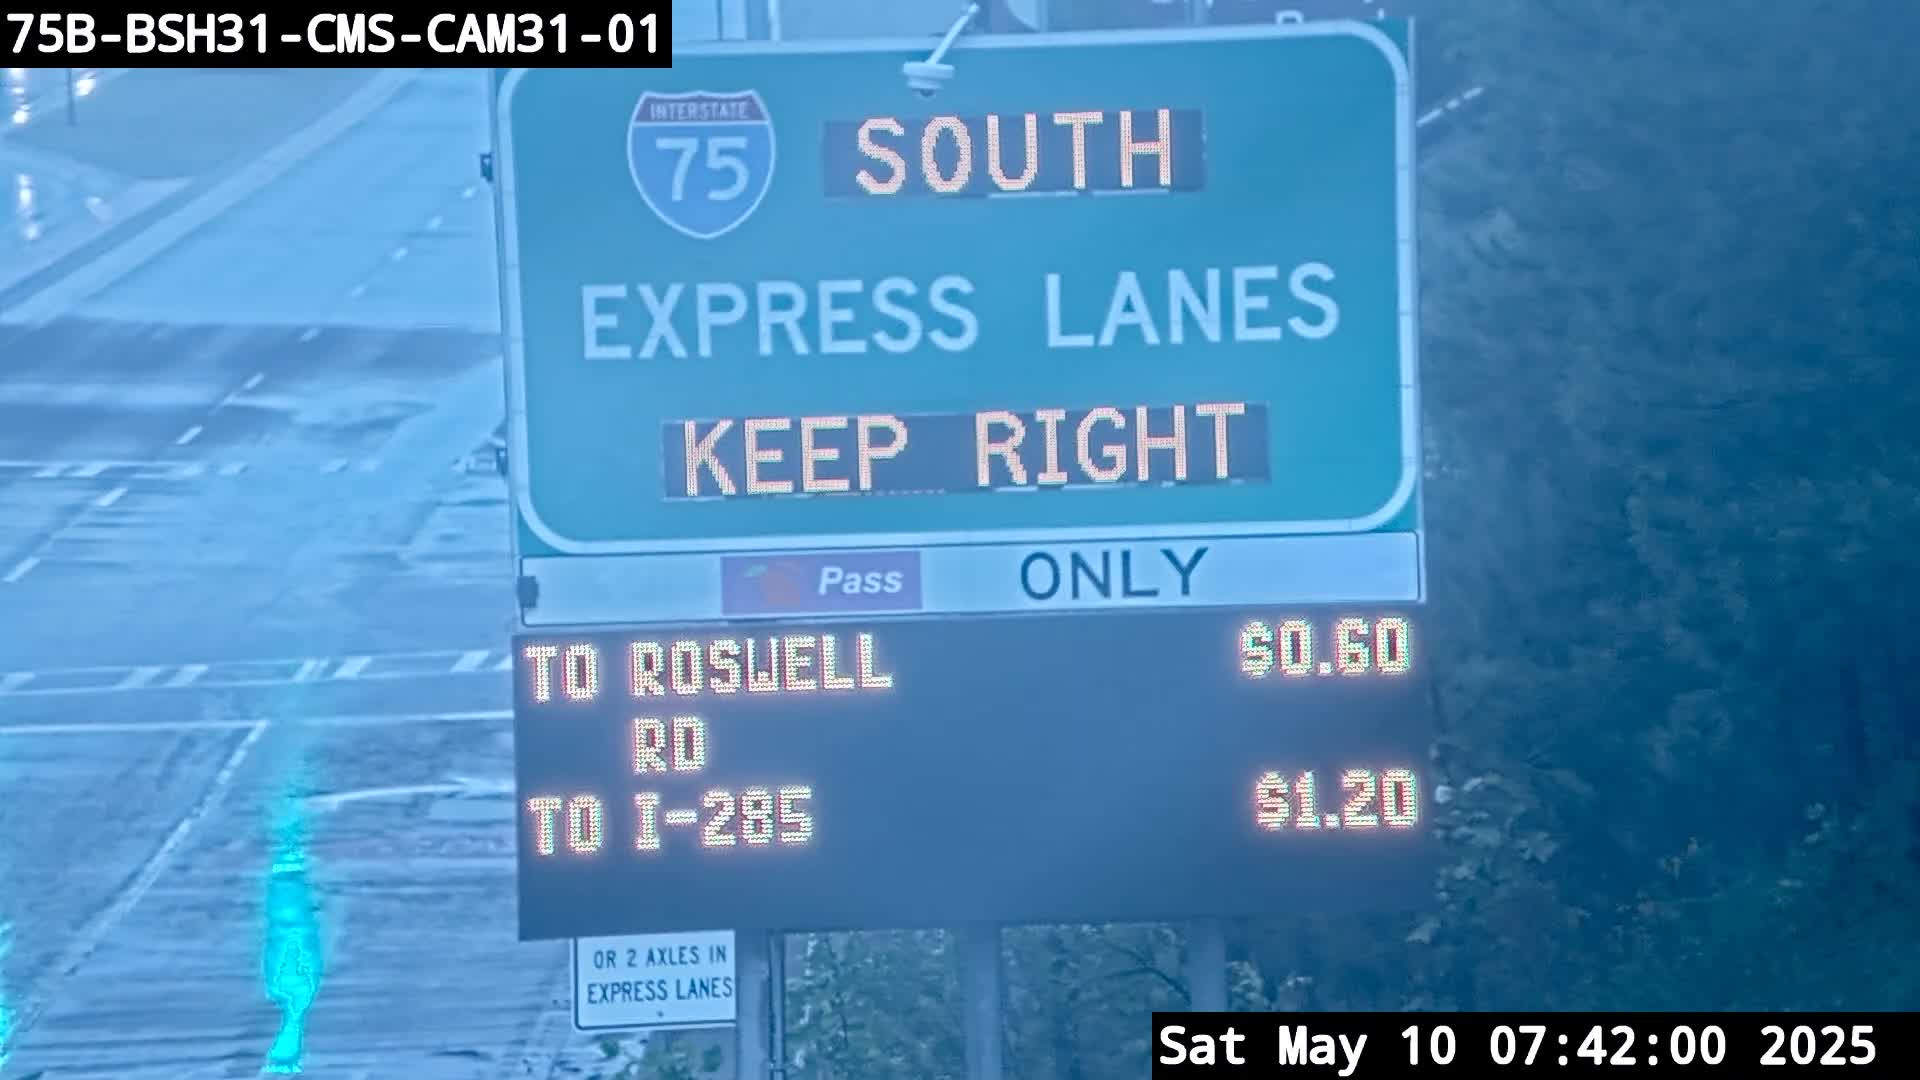 75B-BSH31-CMS-CAM31-01
INTERSTATE
75
SOUTH
EXPRESS LANES
KEEP RIGHT
Pass ONLY
TO ROSWELL $0.60
RD
TO I-285 $1.20
OR 2 AXLES IN
EXPRESS LANES
Sat May 10 07:42:00 2025